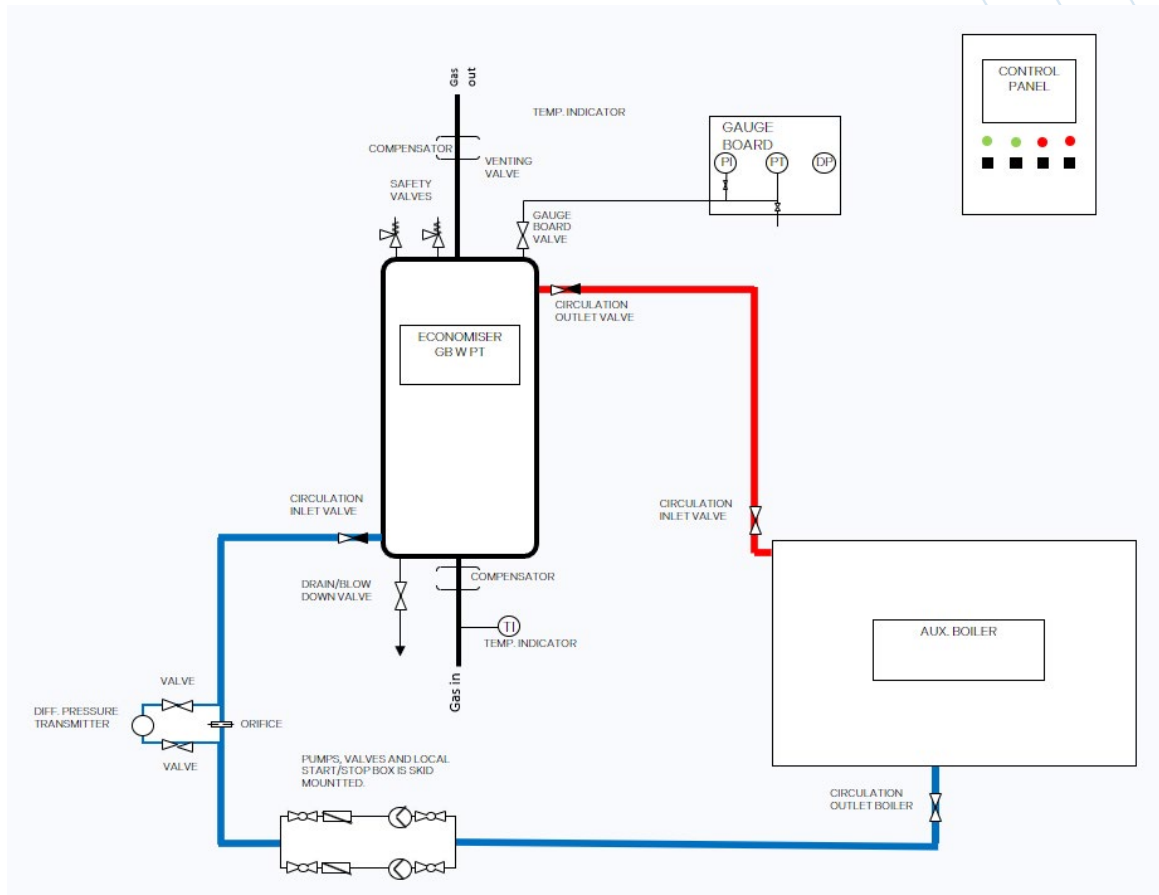 Gas
out
TEMP. INDICATOR
CONTROL
PANEL
GAUGE
BOARD
PI
PT
DP
COMPENSATOR
VENTING
VALVE
SAFETY
VALVES
GAUGE
BOARD
VALVE
CIRCULATION
OUTLET VALVE
ECONOMISER
GB W PT
CIRCULATION
INLET VALVE
CIRCULATION
INLET VALVE
COMPENSATOR
DRAIN/BLOW
DOWN VALVE
TI
TEMP. INDICATOR
Gas in
AUX. BOILER
VALVE
DIFF. PRESSURE
TRANSMITTER
ORIFICE
VALVE
PUMPS, VALVES AND LOCAL
START/STOP BOX IS SKID
MOUNTTED.
CIRCULATION
OUTLET BOILER